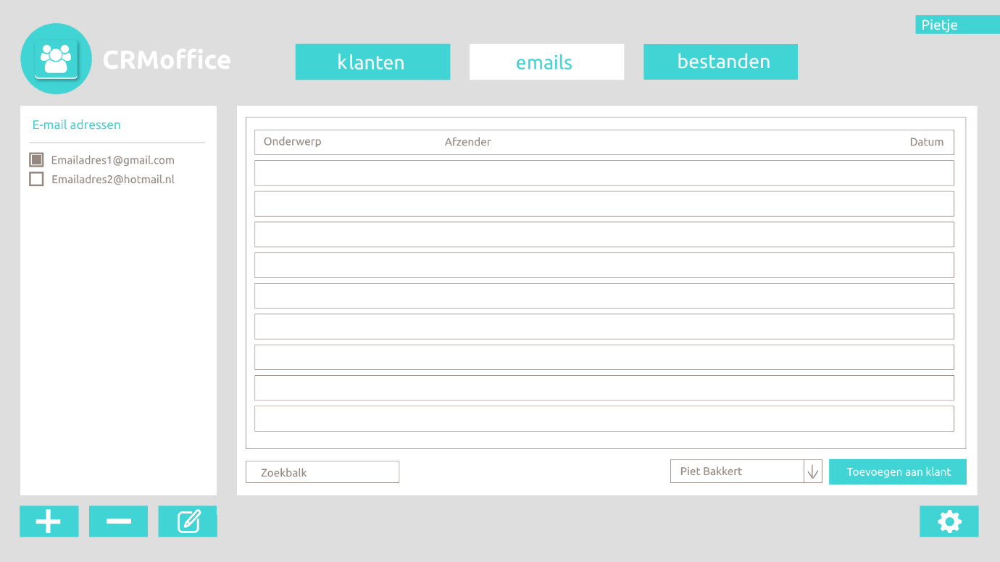 Pietje
CRMoffice
klanten
emails
bestanden
E-mail adressen
Emailadres1@gmail.com
Emailadres2@hotmail.nl
Onderwerp Afzender Datum
Zoekbalk
Piet Bakkert
Toevoegen aan klant